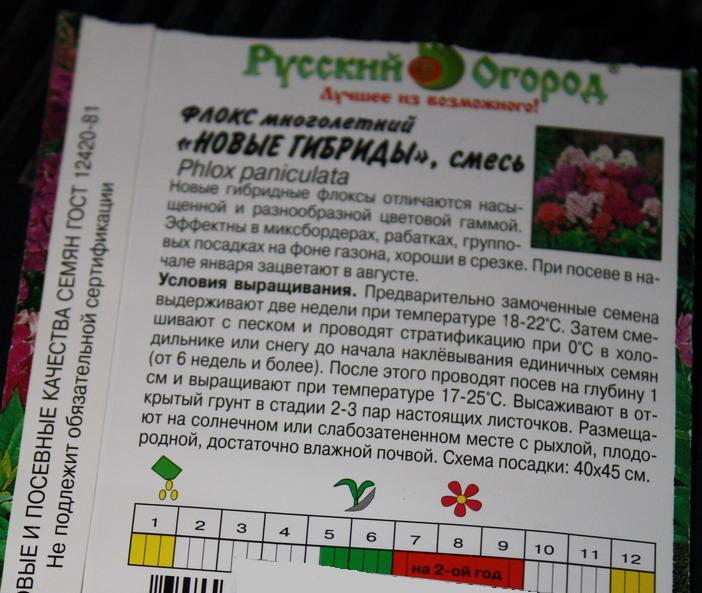 Русский Огород®
Лучшее из возможного!
ФЛОКС многолетний
«НОВЫЕ ГИБРИДЫ», смесь
Phlox paniculata
Новые гибридные флоксы отличаются насы-
щенной и разнообразной цветовой гаммой.
Эффектны в миксбордерах, рабатках, группо-
вых посадках на фоне газона, хороши в срезке. При посеве в на-
чале января зацветают в августе.
Условия выращивания. Предварительно замоченные семена
выдерживают две недели при температуре 18-22°С. Затем сме-
шивают с песком и проводят стратификацию при 0°С в холо-
дильнике или снегу до начала наклёвывания единичных семян
(от 6 недель и более). После этого проводят посев на глубину 1
см и выращивают при температуре 17-25°С. Высаживают в от-
крытый грунт в стадии 2-3 пар настоящих листочков. Размеща-
ют на солнечном или слабозатененном месте с рыхлой, плодо-
родной, достаточно влажной почвой. Схема посадки: 40х45 см.
1 2 3 4 5 6 7 8 9 10 11 12
на 2-ой год
ОВЫЕ И ПОСЕВНЫЕ КАЧЕСТВА СЕМЯН ГОСТ 12420-81
Не подлежит обязательной сертификации